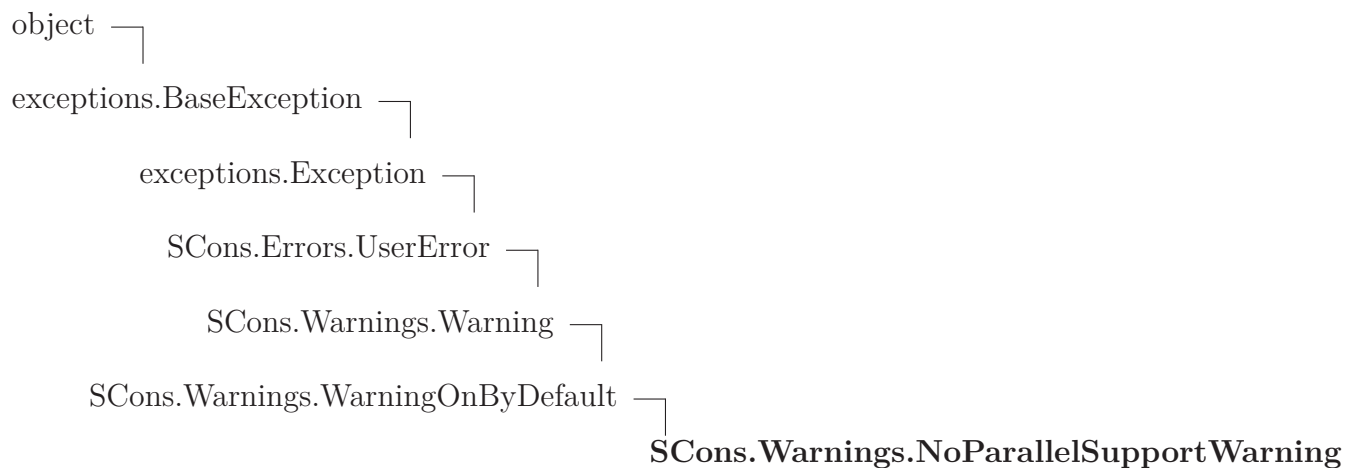 object
exceptions.BaseException
exceptions.Exception
SCons.Errors.UserError
SCons.Warnings.Warning
SCons.Warnings.WarningOnByDefault
SCons.Warnings.NoParallelSupportWarning